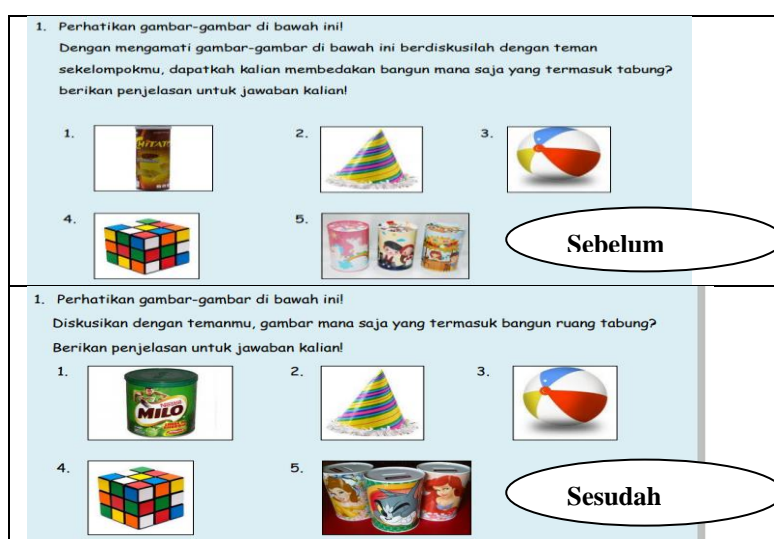 1. Perhatikan gambar-gambar di bawah ini!
Dengan mengamati gambar-gambar di bawah ini berdiskusilah dengan teman
sekelompokmu, dapatkah kalian membedakan bangun mana saja yang termasuk tabung?
berikan penjelasan untuk jawaban kalian!
1.
2.
3.
4.
5.
Sebelum
1. Perhatikan gambar-gambar di bawah ini!
Diskusikan dengan temanmu, gambar mana saja yang termasuk bangun ruang tabung?
Berikan penjelasan untuk jawaban kalian!
1.
MILO
2.
3.
4.
5.
Sesudah